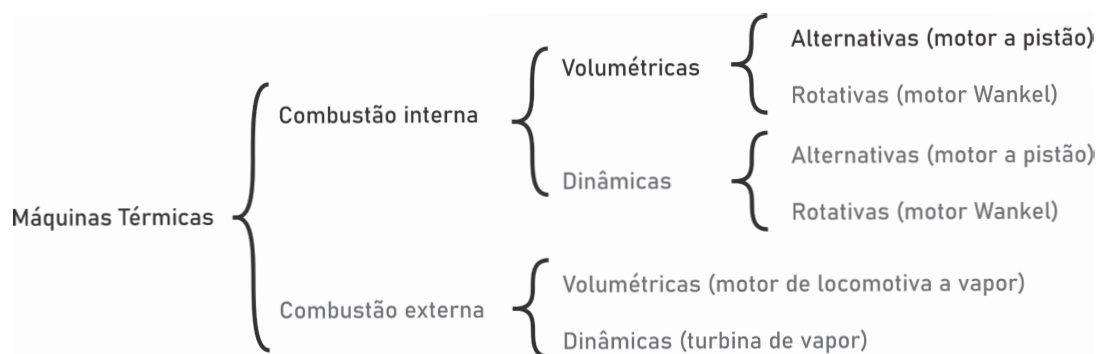 Máquinas Térmicas
Combustão interna
Volumétricas
Alternativas (motor a pistão)
Rotativas (motor Wankel)
Dinâmicas
Alternativas (motor a pistão)
Rotativas (motor Wankel)
Combustão externa
Volumétricas (motor de locomotiva a vapor)
Dinâmicas (turbina de vapor)